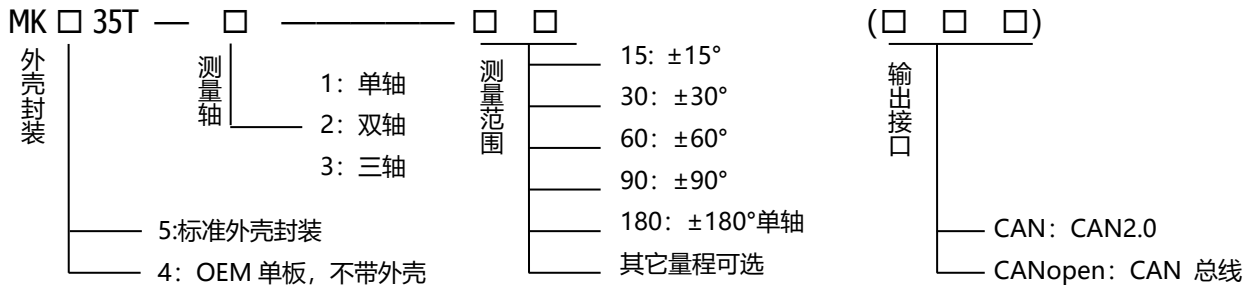 MK □ 35T — □ ————— □ □ (□ □ □)
外壳封装
测量轴
1：单轴
2：双轴
3：三轴
测量范围
15: ±15°
30：±30°
60：±60°
90：±90°
180：±180°单轴
其它量程可选
输出接口
5:标准外壳封装
4：OEM 单板，不带外壳
CAN：CAN2.0
CANopen：CAN 总线